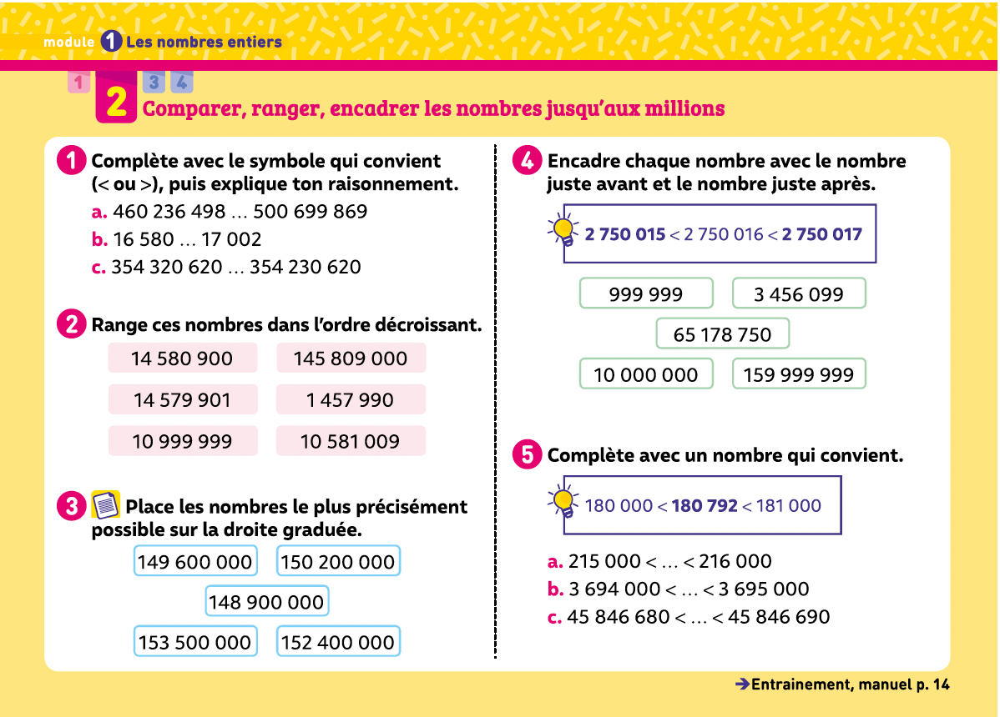 module 1 Les nombres entiers
1 2 3 4
Comparer, ranger, encadrer les nombres jusqu'aux millions
1 Complète avec le symbole qui convient
(< ou >), puis explique ton raisonnement.
a. 460 236 498 … 500 699 869
b. 16 580 … 17 002
c. 354 320 620 … 354 230 620
2 Range ces nombres dans l'ordre décroissant.
14 580 900 145 809 000
14 579 901 1 457 990
10 999 999 10 581 009
3 Place les nombres le plus précisément
possible sur la droite graduée.
149 600 000 150 200 000
148 900 000
153 500 000 152 400 000
4 Encadre chaque nombre avec le nombre
juste avant et le nombre juste après.
2 750 015 < 2 750 016 < 2 750 017
999 999 3 456 099
65 178 750
10 000 000 159 999 999
5 Complète avec un nombre qui convient.
180 000 < 180 792 < 181 000
a. 215 000 < … < 216 000
b. 3 694 000 < … < 3 695 000
c. 45 846 680 < … < 45 846 690
→ Entrainement, manuel p. 14